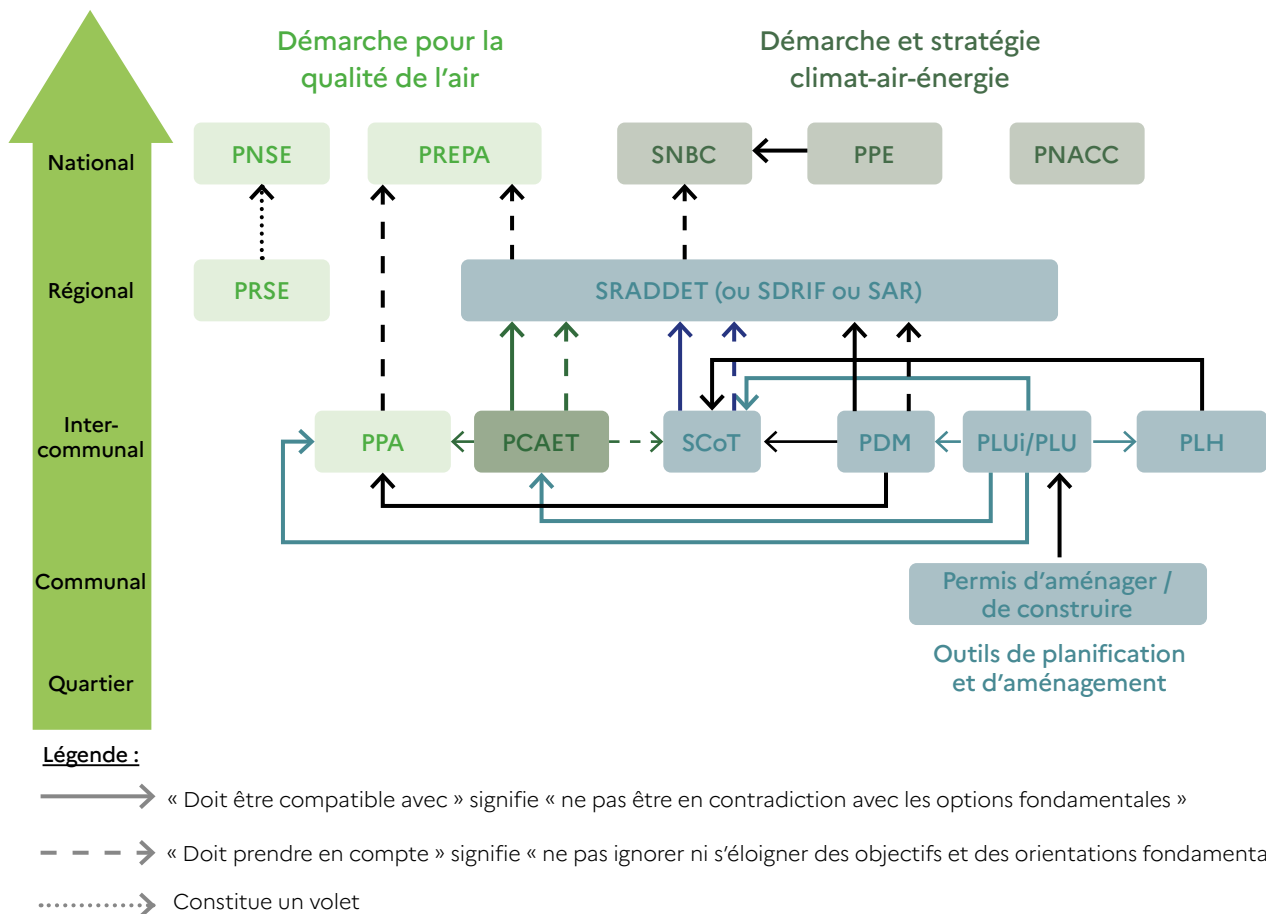 Démarche pour la
qualité de l'air
Démarche et stratégie
climat-air-énergie
National
PNSE
PREPA
SNBC
PPE
PNACC
Régional
PRSE
SRADDET (ou SDRIF ou SAR)
Inter-
communal
PPA
PCAET
SCoT
PDM
PLUi/PLU
PLH
Communal
Permis d'aménager /
de construire
Quartier
Outils de planification
et d'aménagement
Légende :
« Doit être compatible avec » signifie « ne pas être en contradiction avec les options fondamentales »
« Doit prendre en compte » signifie « ne pas ignorer ni s'éloigner des objectifs et des orientations fondamenta
Constitue un volet